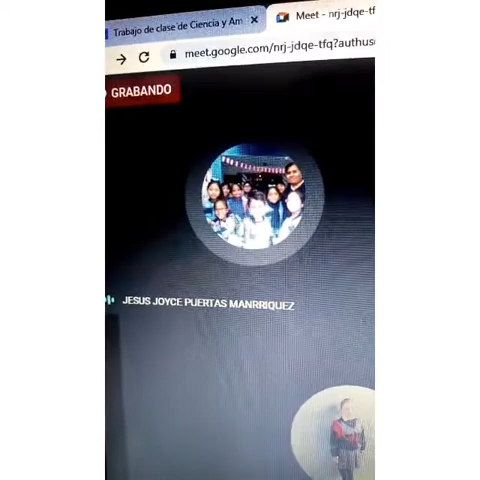 Trabajo de clase de Ciencia y Am
Meet - nrj-jdqe-tf
meet.google.com/nrj-jdqe-tfq?authus
GRABANDO
JESUS JOYCE PUERTAS MANRRIQUEZ